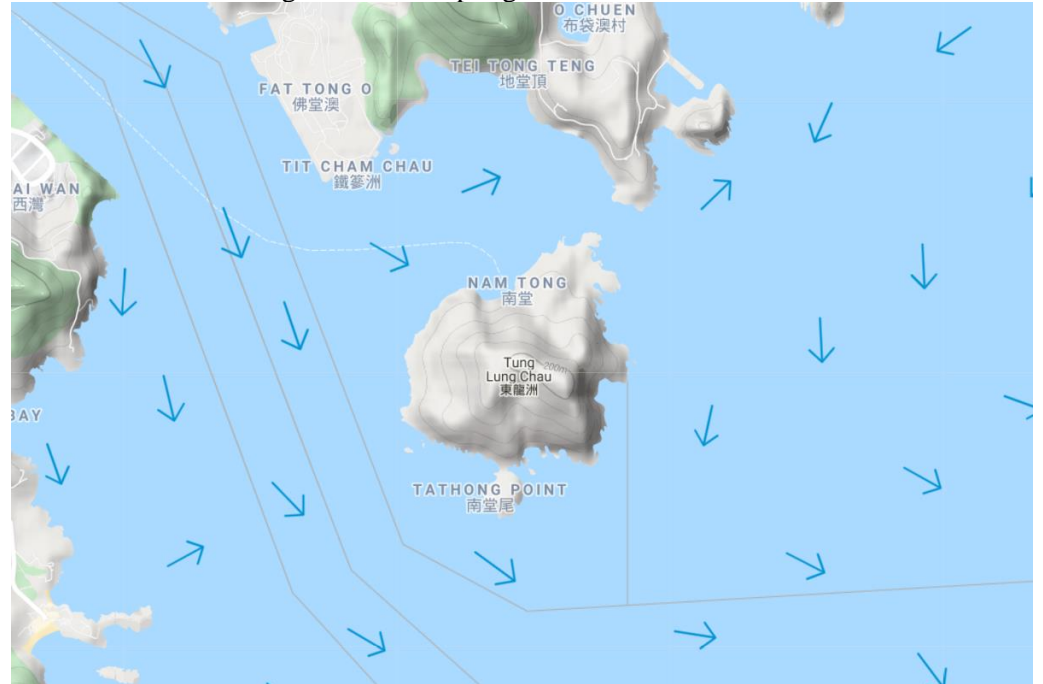 O CHUEN
布袋澳村
TEI TONG TENG
地堂頂
FAT TONG O
佛堂澳
TIT CHAM CHAU
鐵篸洲
AI WAN
西灣
NAM TONG
南堂
Tung
Lung Chau
東龍洲
200m
BAY
TATHONG POINT
南堂尾